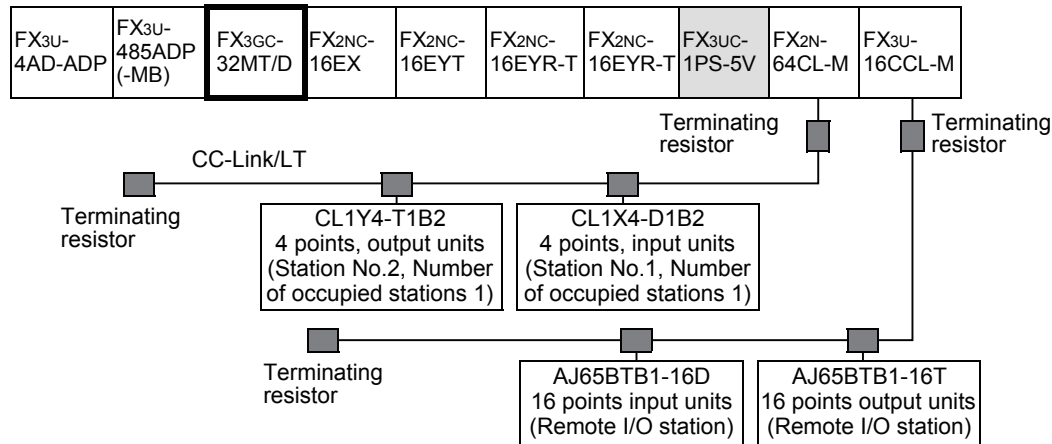 FX3U-
4AD-ADP
FX3U-
485ADP
(-MB)
FX3GC-
32MT/D
FX2NC-
16EX
FX2NC-
16EYT
FX2NC-
16EYR-T
FX2NC-
16EYR-T
FX3UC-
1PS-5V
FX2N-
64CL-M
FX3U-
16CCL-M
Terminating
resistor
Terminating
resistor
CC-Link/LT
Terminating
resistor
CL1Y4-T1B2
4 points, output units
(Station No.2, Number
of occupied stations 1)
CL1X4-D1B2
4 points, input units
(Station No.1, Number
of occupied stations 1)
Terminating
resistor
AJ65BTB1-16D
16 points input units
(Remote I/O station)
AJ65BTB1-16T
16 points output units
(Remote I/O station)